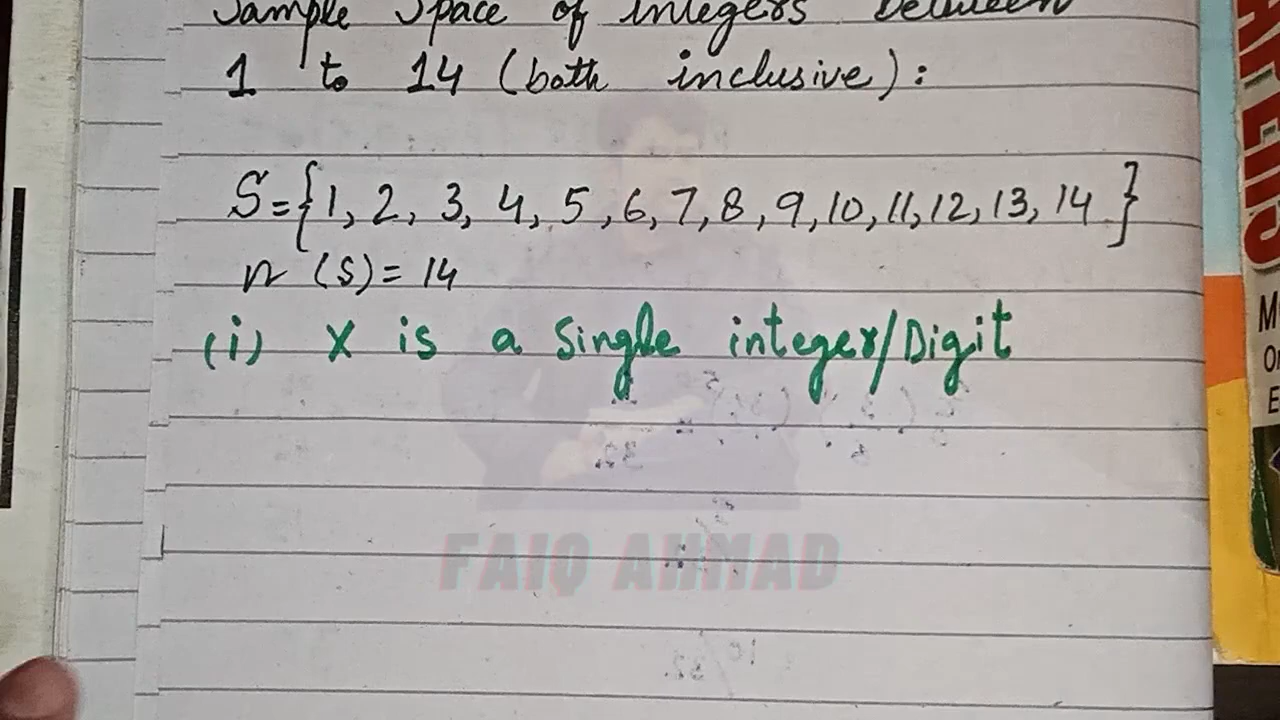 Sample Space of integers between
1 to 14 (both inclusive):
S={1, 2, 3, 4, 5, 6, 7, 8, 9, 10, 11, 12, 13, 14}
n (S) = 14
(i) X is a Single integer/Digit
FAIQ AHMAD